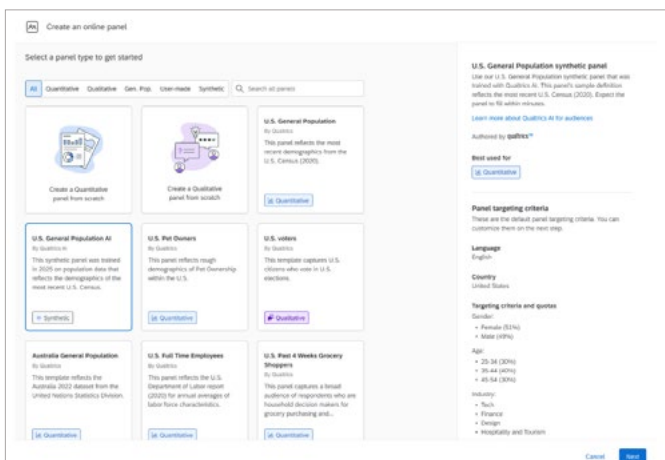 Create an online panel
Select a panel type to get started
All Quantitative Qualitative Gen. Pop. User-made Synthetic Search all panels
Create a Quantitative
panel from scratch
Create a Qualitative
panel from scratch
U.S. General Population
By Qualtrics
This panel reflects the most
recent demographics from the
U.S. Census (2020).
Quantitative
U.S. General Population AI
By Qualtrics AI
This synthetic panel was trained
in 2025 on population data that
reflects the demographics of the
most recent U.S. Census.
Synthetic
U.S. Pet Owners
By Qualtrics
This panel reflects rough
demographics of Pet Ownership
within the U.S.
Quantitative
U.S. voters
By Qualtrics
This template captures U.S.
citizens who vote in U.S.
elections.
Qualitative
Australia General Population
By Qualtrics
This template reflects the
Australia 2022 dataset from the
United Nations Statistics Division.
Quantitative
U.S. Full Time Employees
By Qualtrics
This panel reflects the U.S.
Department of Labor report
(2020) for annual averages of
labor force characteristics.
Quantitative
U.S. Past 4 Weeks Grocery
Shoppers
By Qualtrics
This panel captures a broad
audience of respondents who are
household decision makers for
grocery purchasing and...
Quantitative
U.S. General Population synthetic panel
Use our U.S. General Population synthetic panel that was
trained with Qualtrics AI. This panel's sample definition
reflects the most recent U.S. Census (2020). Expect the
panel to fill within minutes.
Learn more about Qualtrics AI for audiences
Authored by qualtrics
Best used for
Quantitative
Panel targeting criteria
These are the default panel targeting criteria. You can
customize them on the next step.
Language
English
Country
United States
Targeting criteria and quotas
Gender:
• Female (51%)
• Male (49%)
Age:
• 25-34 (30%)
• 35-44 (40%)
• 45-54 (30%)
Industry:
• Tech
• Finance
• Design
• Hospitality and Tourism
Cancel Next